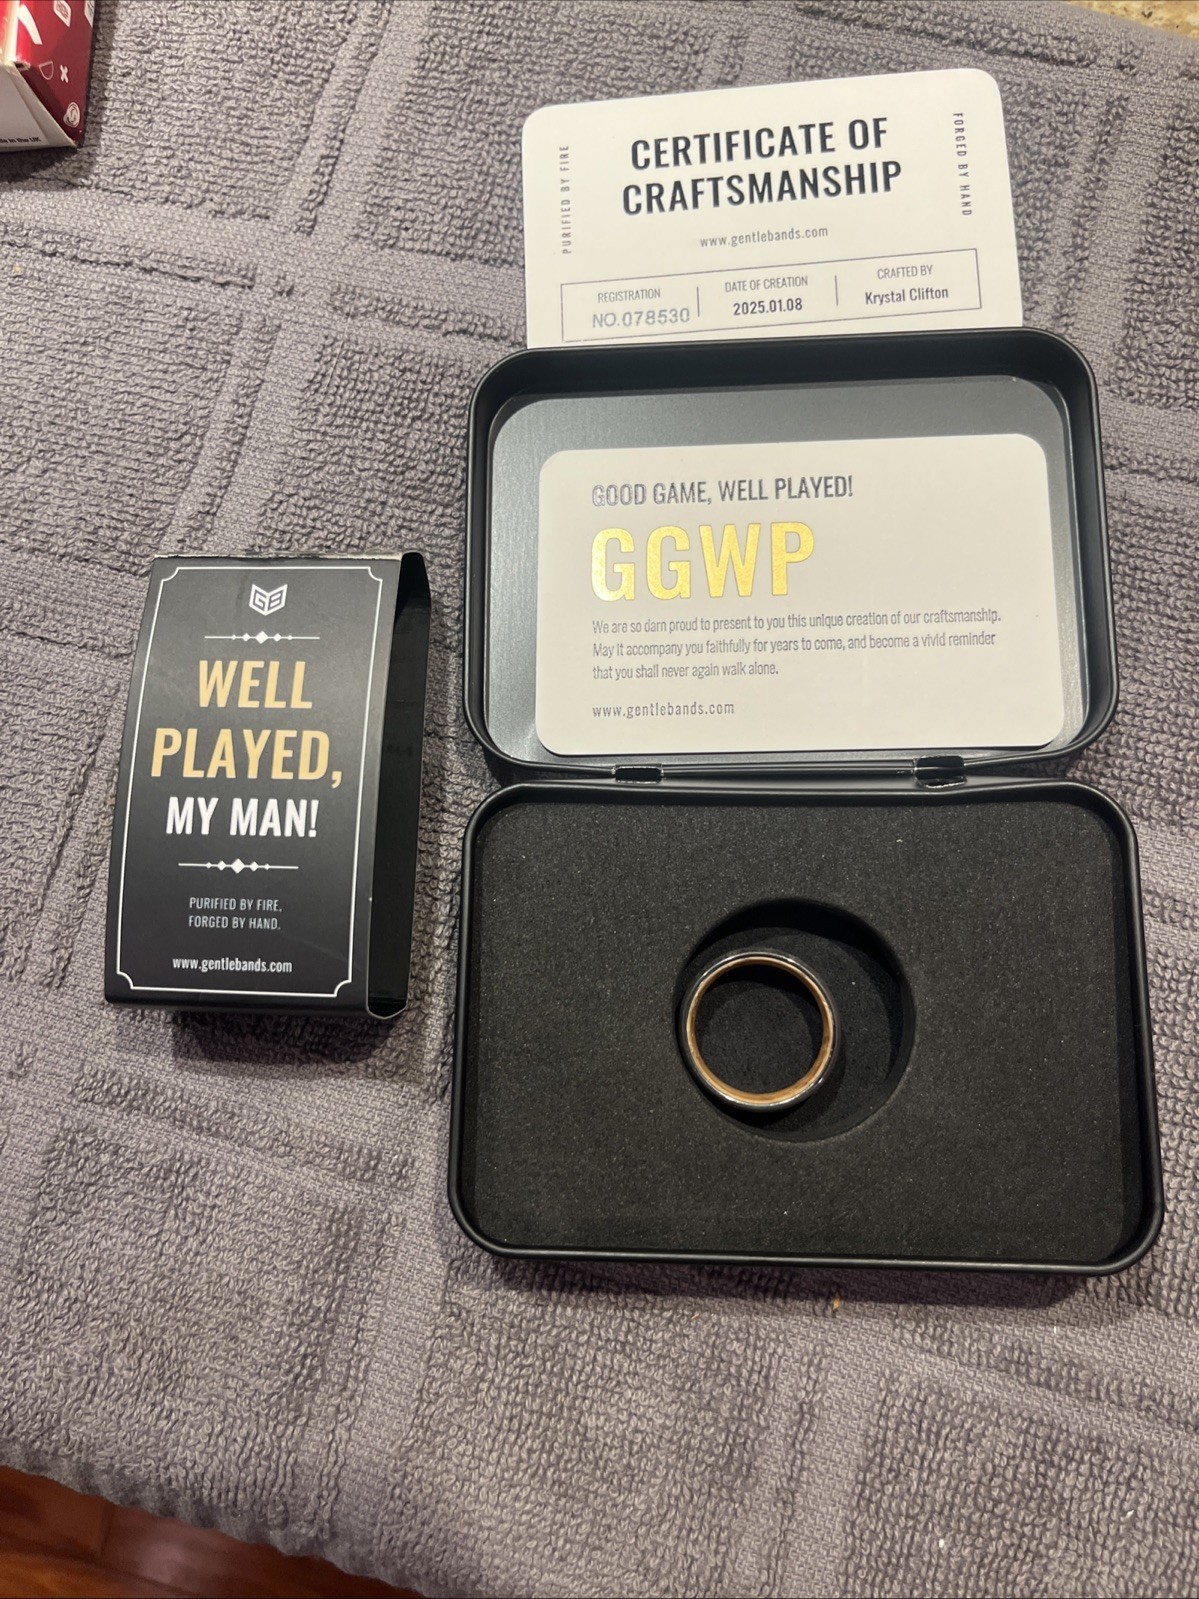 CERTIFICATE OF
CRAFTSMANSHIP
PURIFIED BY FIRE
FORGED BY HAND
www.gentlebands.com
REGISTRATION
NO.078530
DATE OF CREATION
2025.01.08
CRAFTED BY
Krystal Clifton
GOOD GAME, WELL PLAYED!
GGWP
We are so darn proud to present to you this unique creation of our craftsmanship.
May it accompany you faithfully for years to come, and become a vivid reminder
that you shall never again walk alone.
www.gentlebands.com
GB
WELL
PLAYED,
MY MAN!
PURIFIED BY FIRE.
FORGED BY HAND.
www.gentlebands.com
in the UK